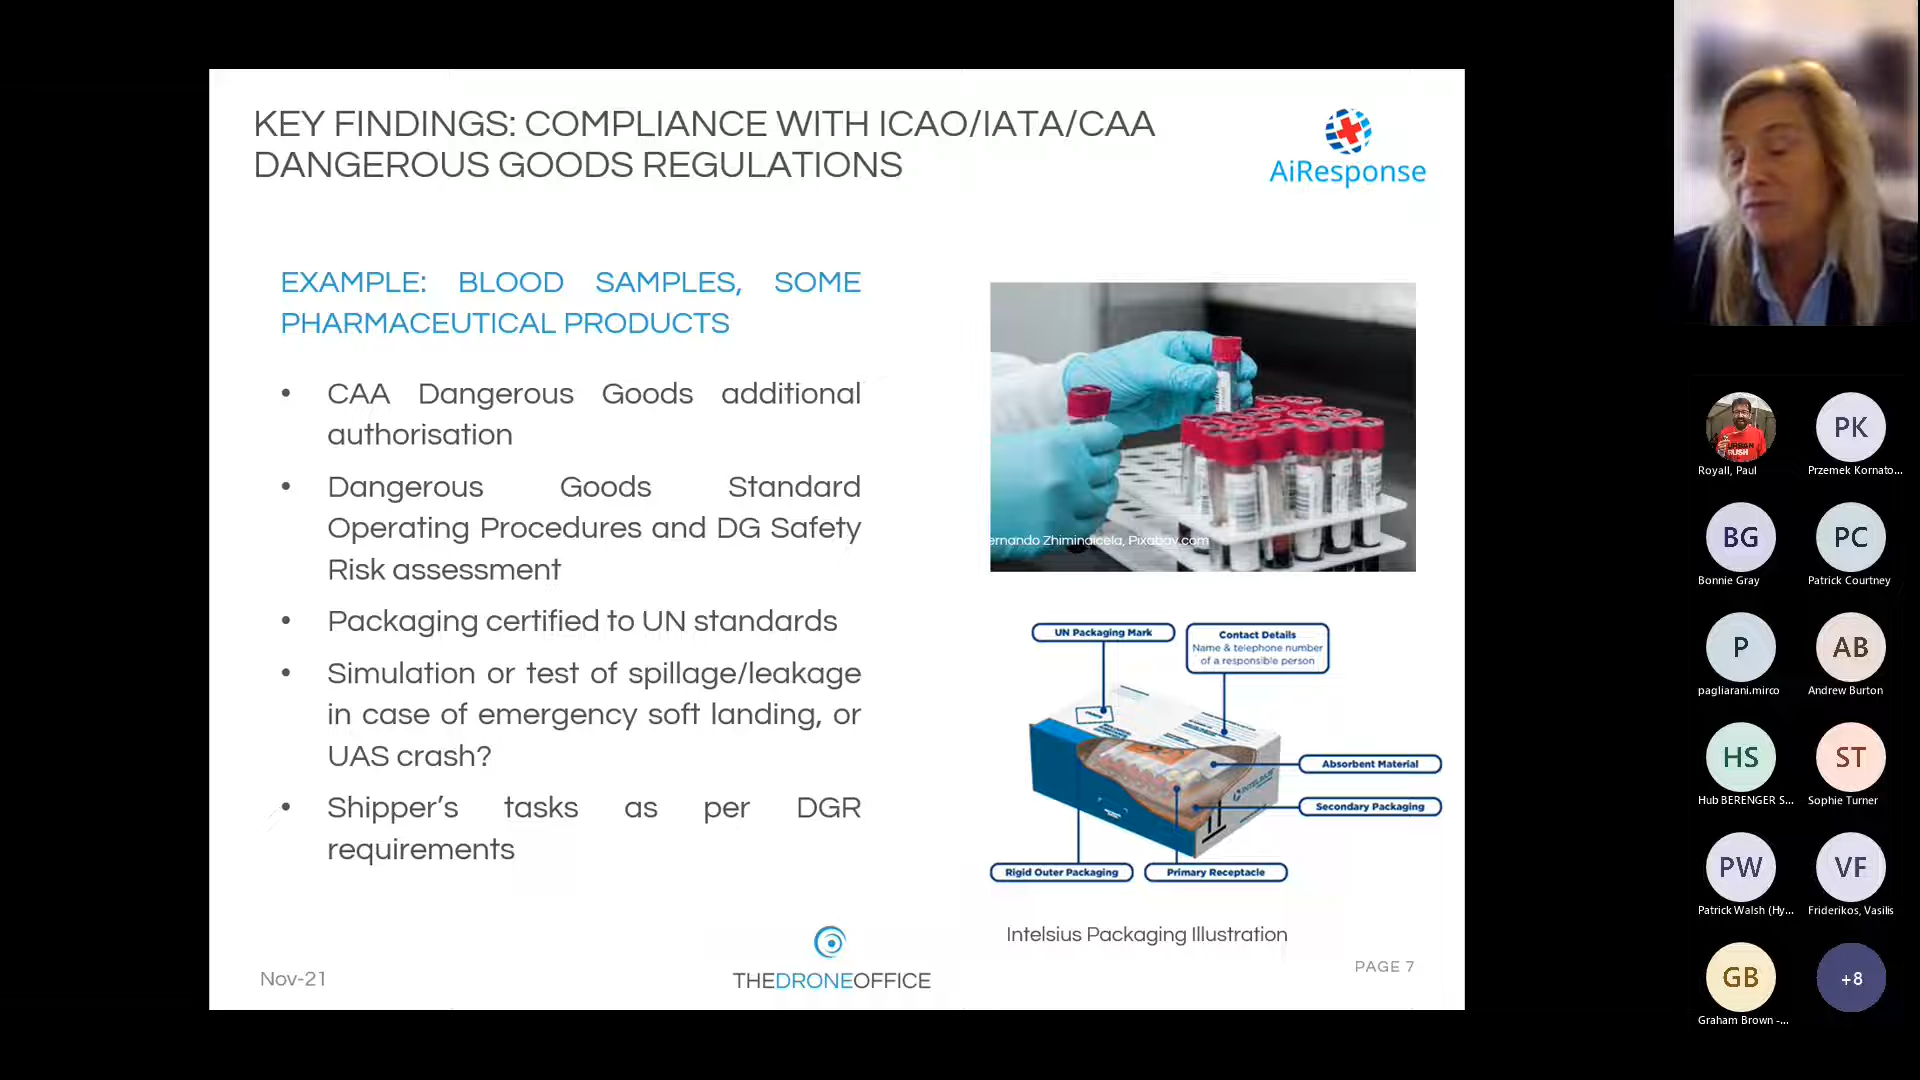 KEY FINDINGS: COMPLIANCE WITH ICAO/IATA/CAA
DANGEROUS GOODS REGULATIONS
AiResponse
EXAMPLE: BLOOD SAMPLES, SOME
PHARMACEUTICAL PRODUCTS
• CAA Dangerous Goods additional
authorisation
• Dangerous Goods Standard
Operating Procedures and DG Safety
Risk assessment
• Packaging certified to UN standards
• Simulation or test of spillage/leakage
in case of emergency soft landing, or
UAS crash?
• Shipper's tasks as per DGR
requirements
ernando Zhimindicela, Pixabay.com
UN Packaging Mark
Contact Details
Name & telephone number
of a responsible person
Absorbent Material
Secondary Packaging
Rigid Outer Packaging
Primary Receptacle
Intelsius Packaging Illustration
Nov-21
THEDRONEOFFICE
PAGE 7
URBAN
RUSH
Royall, Paul
PK
Przemek Kornato...
BG
Bonnie Gray
PC
Patrick Courtney
P
pagliarani.mirco
AB
Andrew Burton
HS
Hub BERENGER S...
ST
Sophie Turner
PW
Patrick Walsh (Hy...
VF
Friderikos, Vasilis
GB
Graham Brown -...
+8